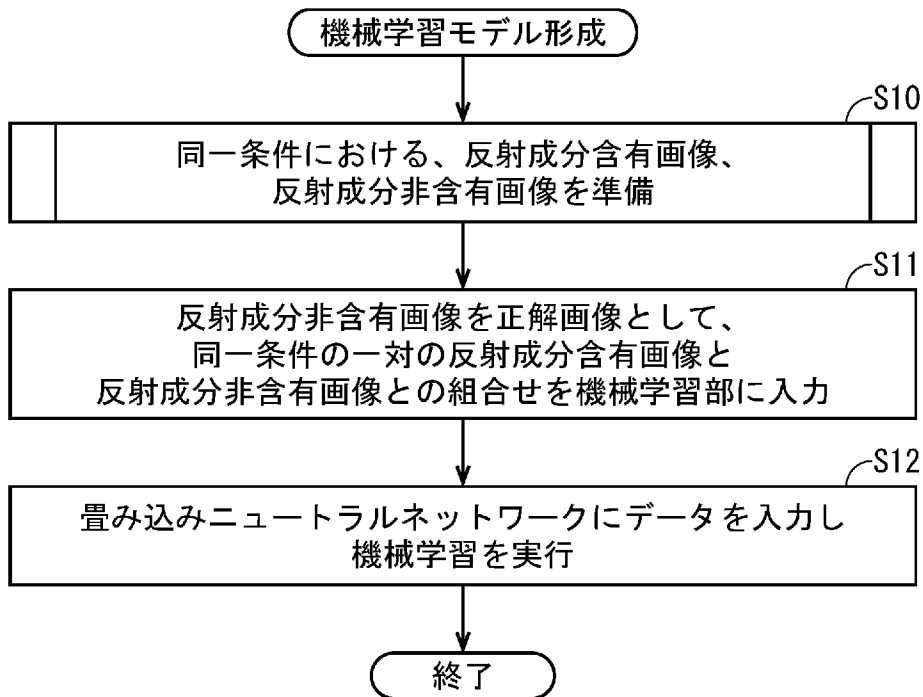 機械学習モデル形成
S10
同一条件における、反射成分含有画像、
反射成分非含有画像を準備
S11
反射成分非含有画像を正解画像として、
同一条件の一対の反射成分含有画像と
反射成分非含有画像との組合せを機械学習部に入力
S12
畳み込みニュートラルネットワークにデータを入力し
機械学習を実行
終了